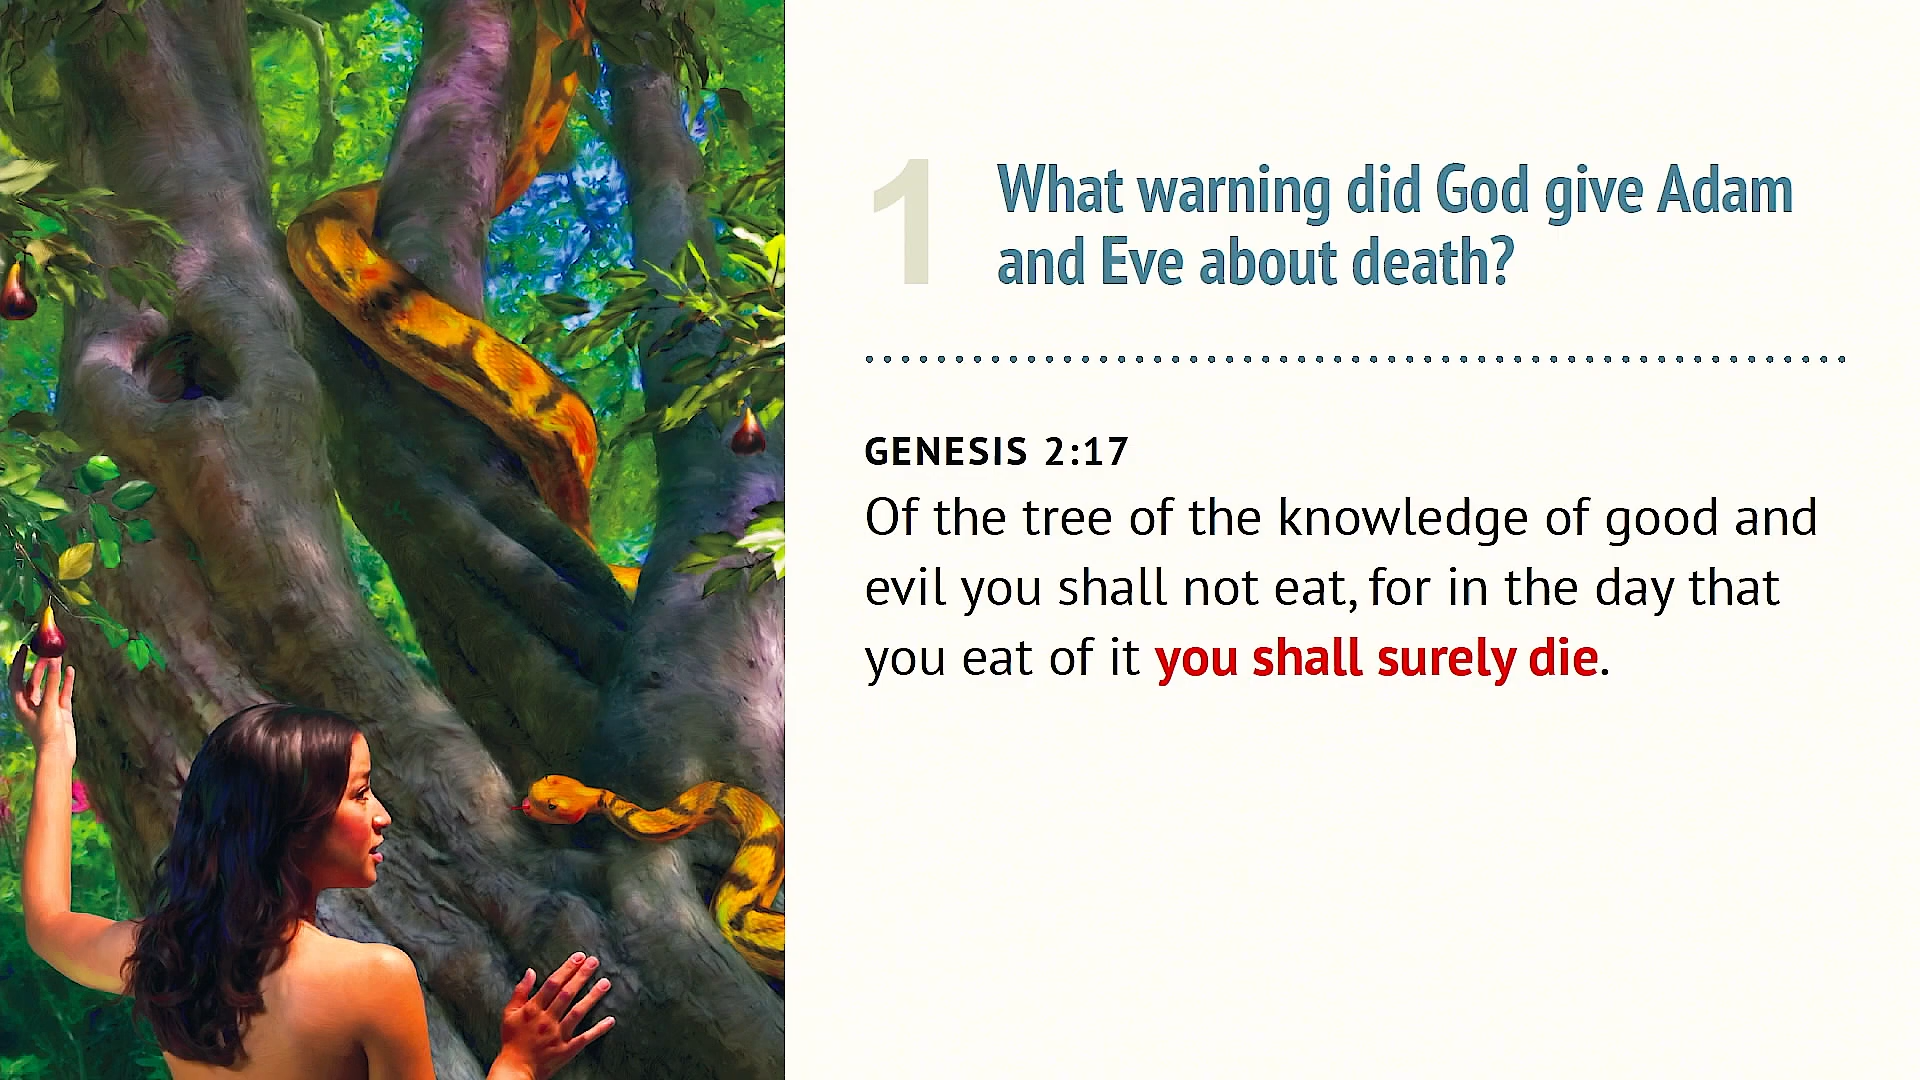 1
What warning did God give Adam
and Eve about death?
GENESIS 2:17
Of the tree of the knowledge of good and
evil you shall not eat, for in the day that
you eat of it you shall surely die.